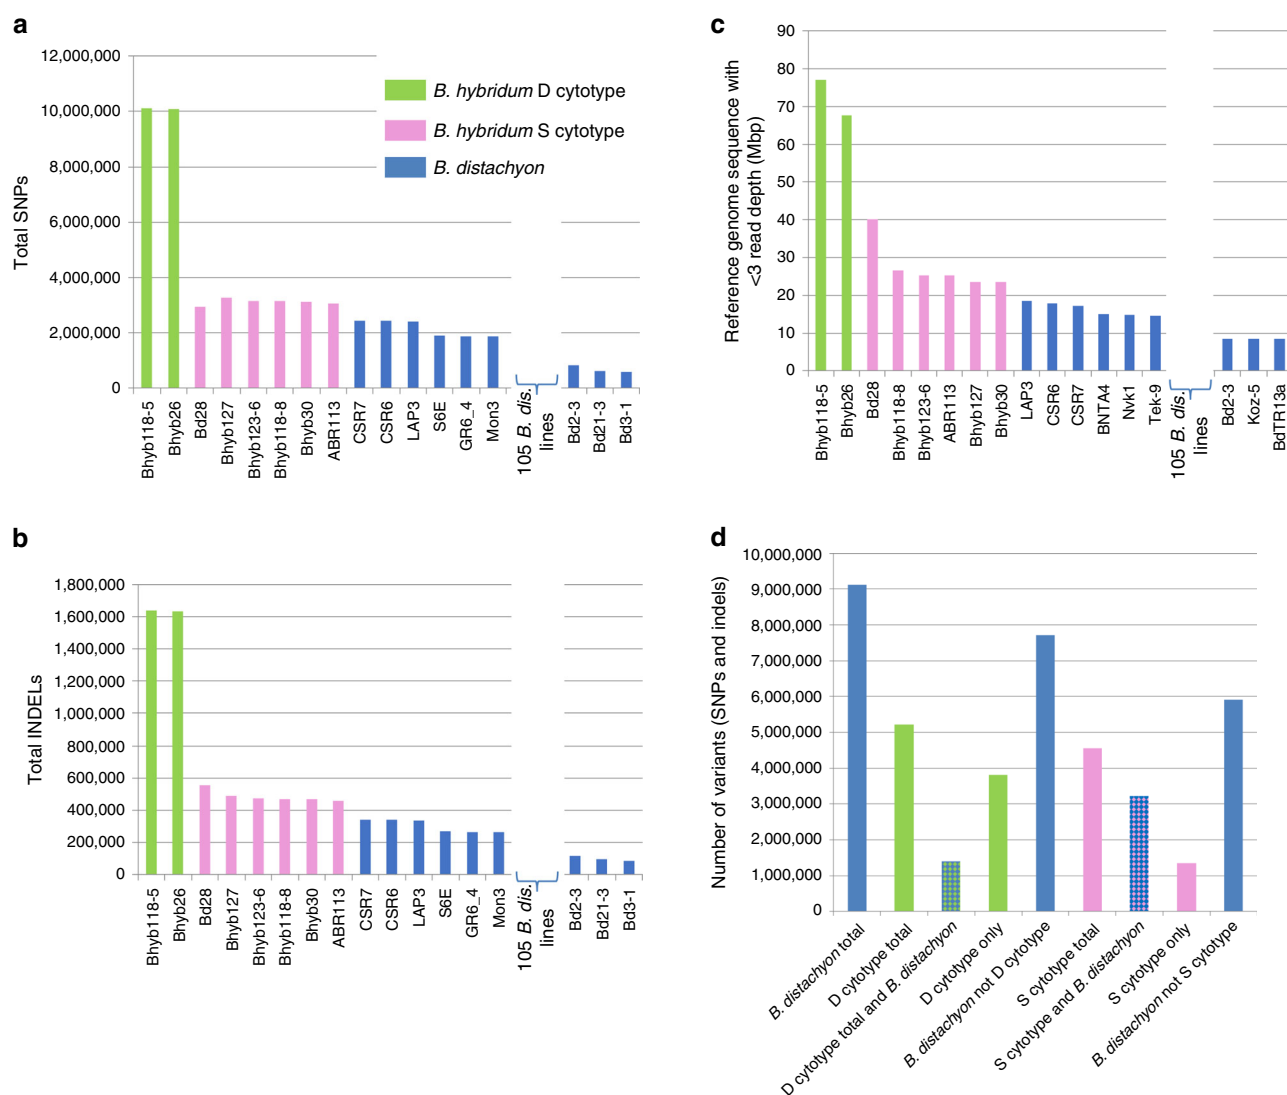 a
Total SNPs
12,000,000
10,000,000
8,000,000
6,000,000
4,000,000
2,000,000
0
B. hybridum D cytotype
B. hybridum S cytotype
B. distachyon
Bhyb118-5
Bhyb26
Bd28
Bhyb127
Bhyb123-6
Bhyb118-8
Bhyb30
ABR113
CSR7
CSR6
LAP3
S6E
GR6_4
Mon3
105 B. dis.
lines
Bd2-3
Bd21-3
Bd3-1
b
Total INDELs
1,800,000
1,600,000
1,400,000
1,200,000
1,000,000
800,000
600,000
400,000
200,000
0
Bhyb118-5
Bhyb26
Bd28
Bhyb127
Bhyb123-6
Bhyb118-8
Bhyb30
ABR113
CSR7
CSR6
LAP3
S6E
GR6_4
Mon3
105 B. dis.
lines
Bd2-3
Bd21-3
Bd3-1
c
Reference genome sequence with
<3 read depth (Mbp)
90
80
70
60
50
40
30
20
10
0
Bhyb118-5
Bhyb26
Bd28
Bhyb118-8
Bhyb123-6
ABR113
Bhyb127
Bhyb30
LAP3
CSR6
CSR7
BNTA4
Nvk1
Tek-9
105 B. dis.
lines
Bd2-3
Koz-5
BdTR13a
d
Number of variants (SNPs and indels)
10,000,000
9,000,000
8,000,000
7,000,000
6,000,000
5,000,000
4,000,000
3,000,000
2,000,000
1,000,000
0
B. distachyon total
D cytotype total
D cytotype total and B. distachyon
D cytotype only
B. distachyon not D cytotype
S cytotype total
S cytotype and B. distachyon
S cytotype only
B. distachyon not S cytotype